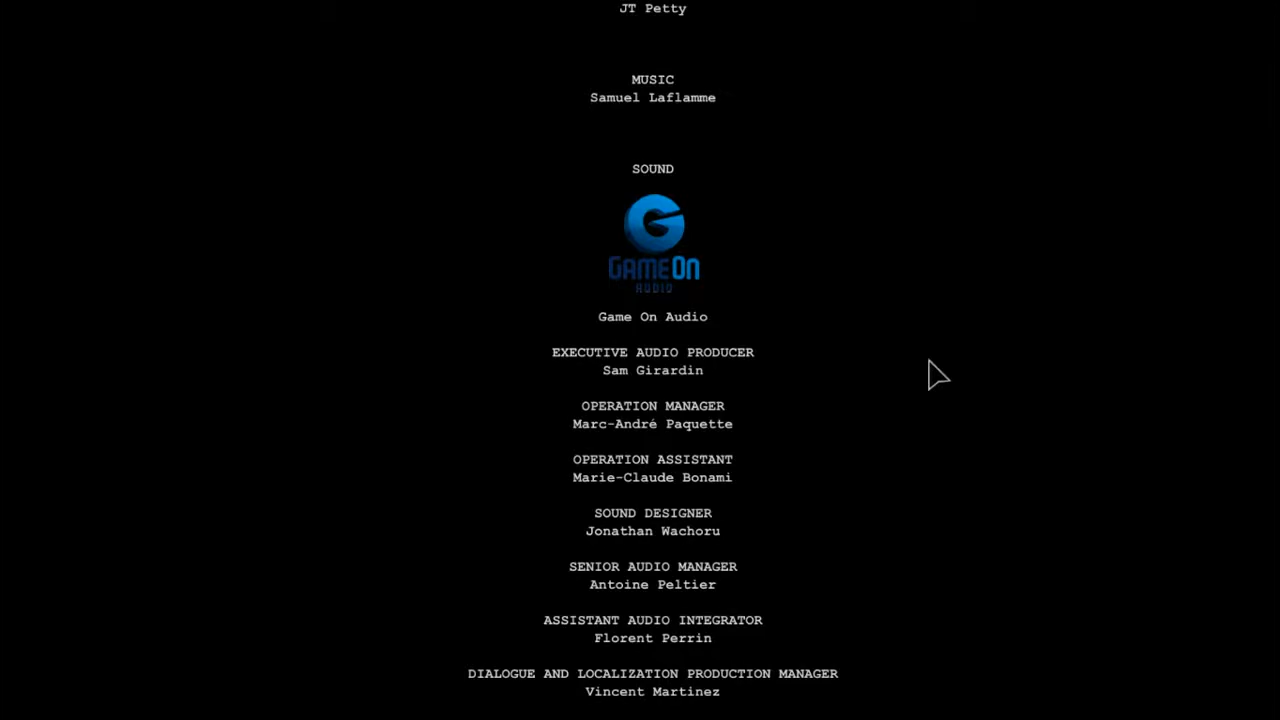 JT Petty
MUSIC
Samuel Laflamme
SOUND
GAMEON
AUDIO
Game On Audio
EXECUTIVE AUDIO PRODUCER
Sam Girardin
OPERATION MANAGER
Marc-André Paquette
OPERATION ASSISTANT
Marie-Claude Bonami
SOUND DESIGNER
Jonathan Wachoru
SENIOR AUDIO MANAGER
Antoine Peltier
ASSISTANT AUDIO INTEGRATOR
Florent Perrin
DIALOGUE AND LOCALIZATION PRODUCTION MANAGER
Vincent Martinez